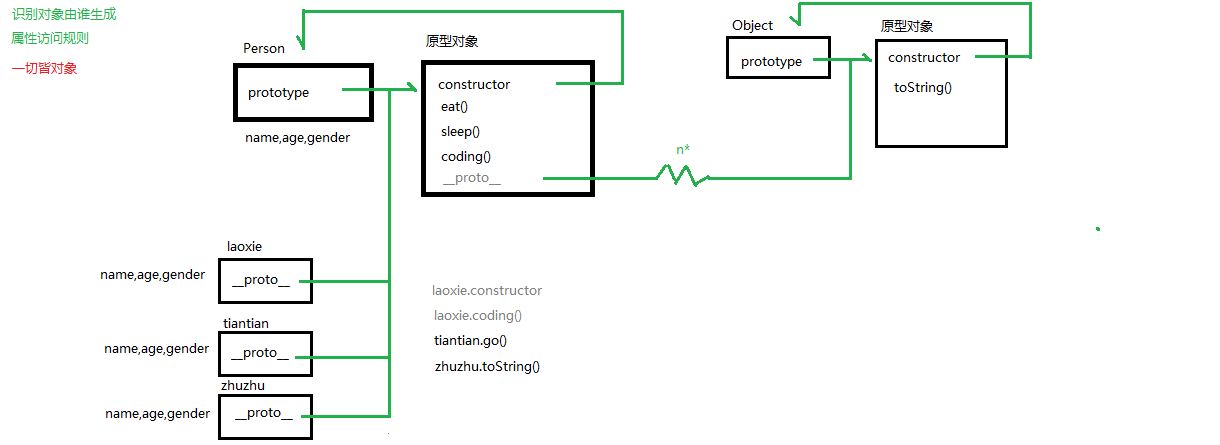 识别对象由谁生成
属性访问规则
一切皆对象
Person
prototype
name,age,gender
原型对象
constructor
eat()
sleep()
coding()
__proto__
n*
Object
prototype
原型对象
constructor
toString()
laoxie
name,age,gender
__proto__
tiantian
name,age,gender
__proto__
zhuzhu
name,age,gender
__proto__
laoxie.constructor
laoxie.coding()
tiantian.go()
zhuzhu.toString()